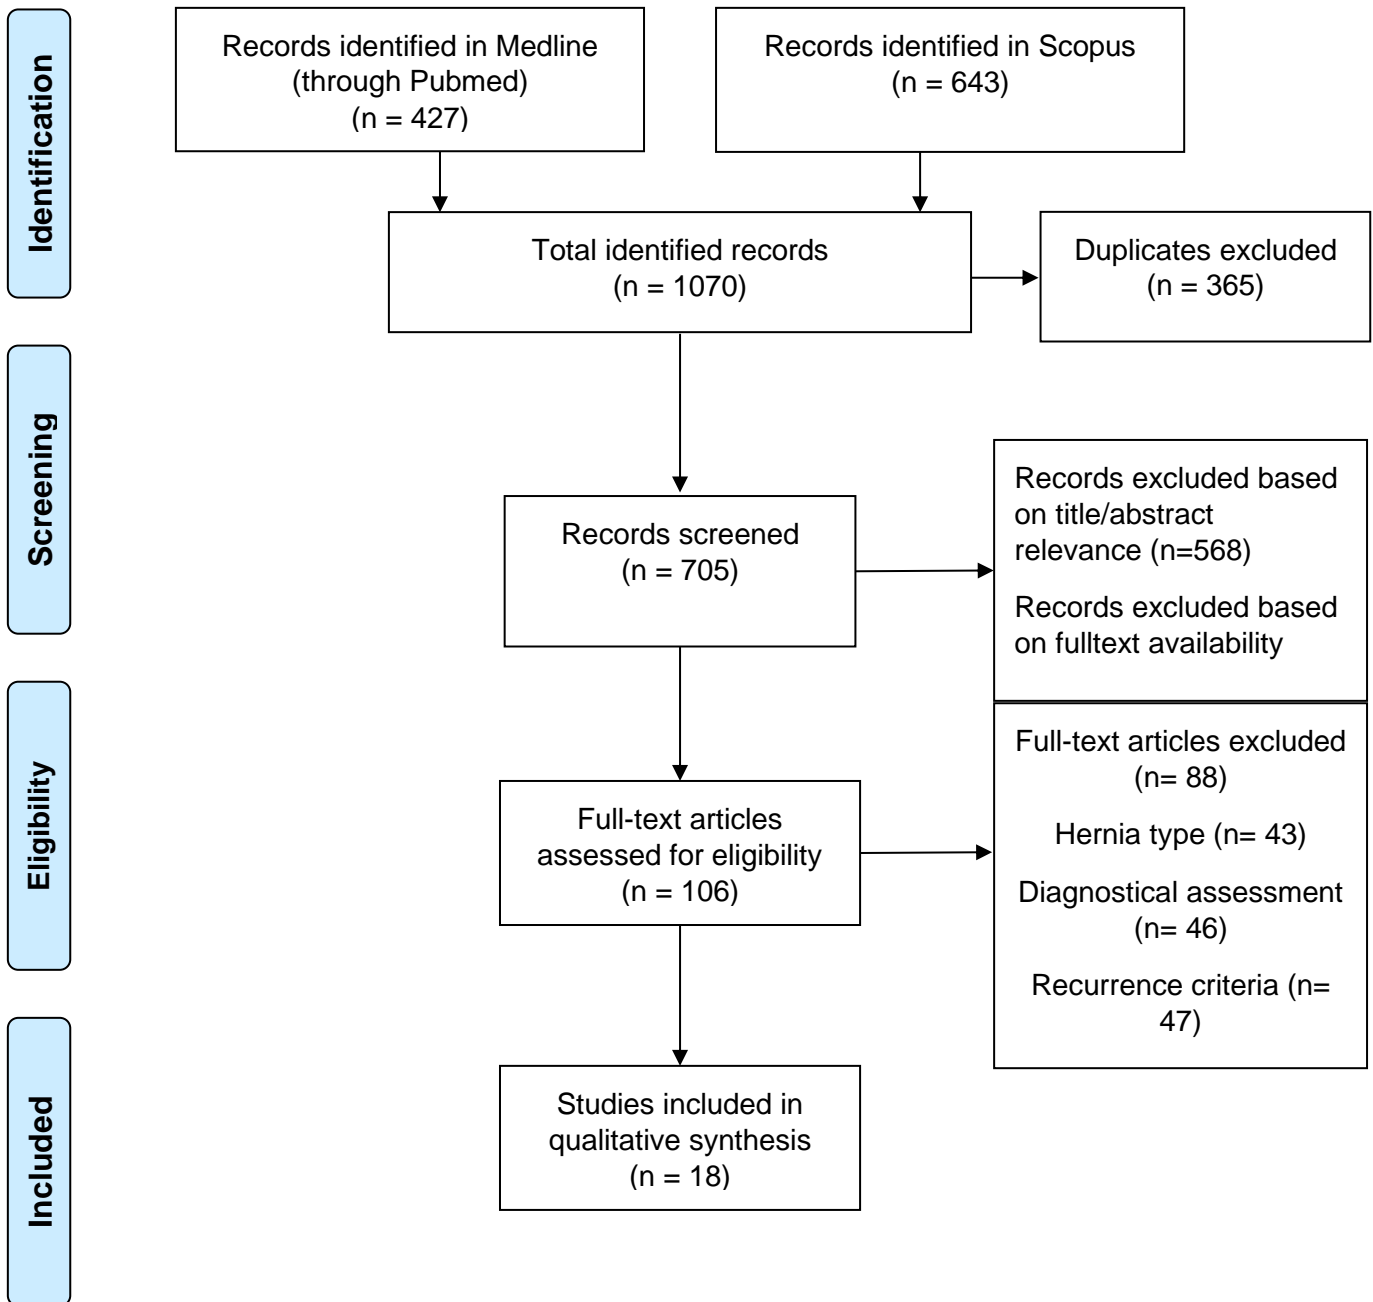 Identification
Records identified in Medline
(through Pubmed)
(n = 427)
Records identified in Scopus
(n = 643)
Total identified records
(n = 1070)
Duplicates excluded
(n = 365)
Screening
Records screened
(n = 705)
Records excluded based
on title/abstract
relevance (n=568)
Records excluded based
on fulltext availability
Eligibility
Full-text articles
assessed for eligibility
(n = 106)
Full-text articles excluded
(n= 88)
Hernia type (n= 43)
Diagnostical assessment
(n= 46)
Recurrence criteria (n=
47)
Included
Studies included in
qualitative synthesis
(n = 18)